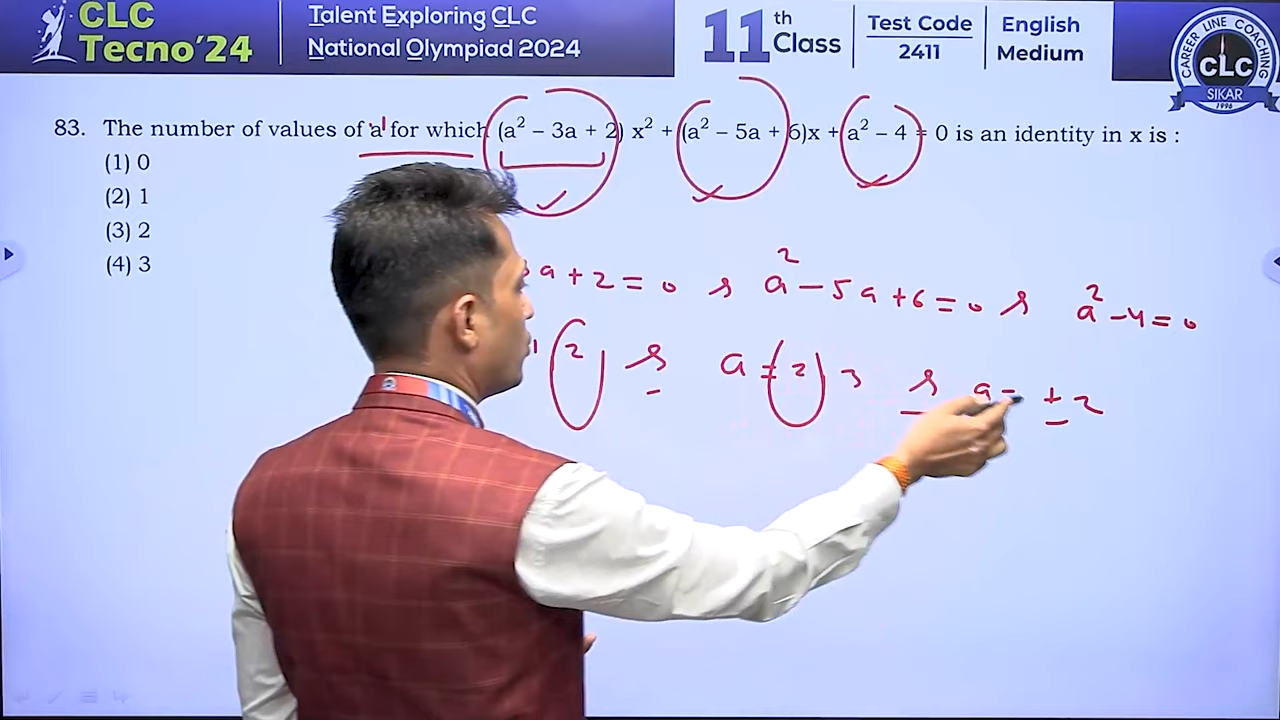 CLC
Tecno'24
Talent Exploring CLC
National Olympiad 2024
11th
Class
Test Code
2411
English
Medium
CAREER LINE COACHING
CLC
SIKAR
1996
83. The number of values of 'a' for which (a² – 3a + 2) x² + (a² – 5a + 6)x + a² – 4 = 0 is an identity in x is :
(1) 0
(2) 1
(3) 2
(4) 3
a + 2 = 0 & a² – 5a + 6 = 0 & a² – 4 = 0
1 2 & a = 2, 3 & a = ± 2